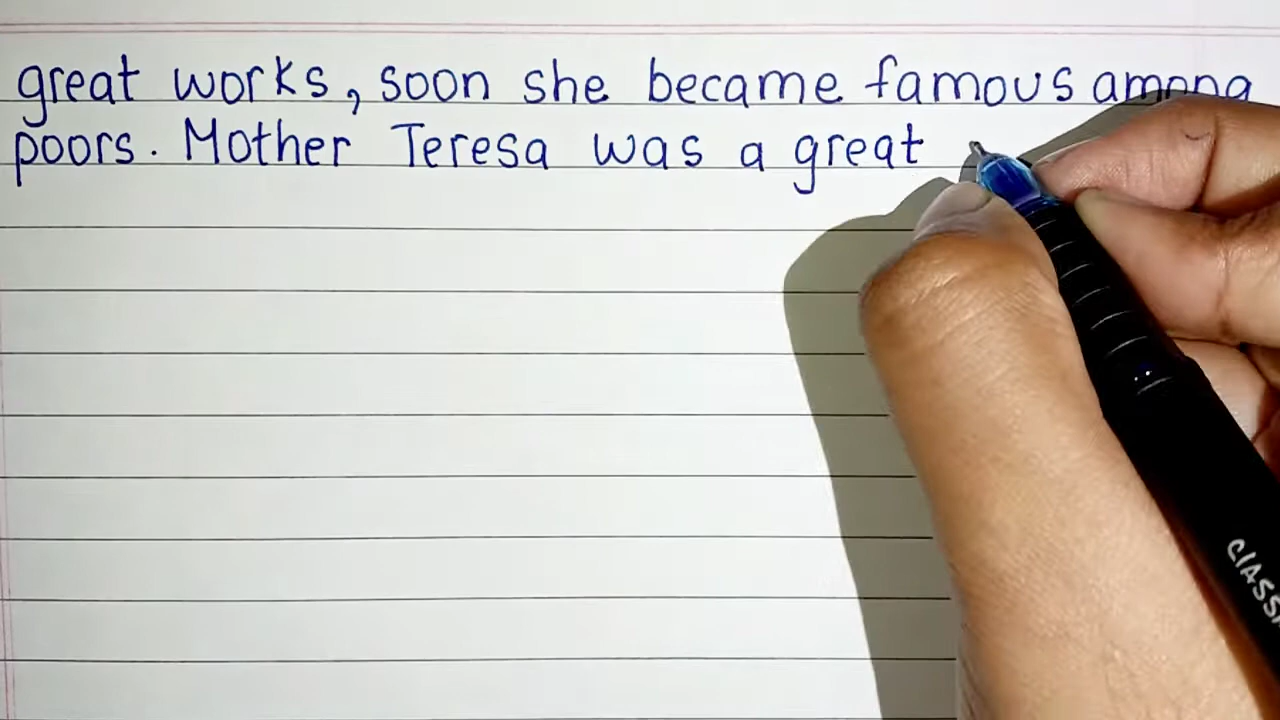 great works, soon she became famous among
poors. Mother Teresa was a great